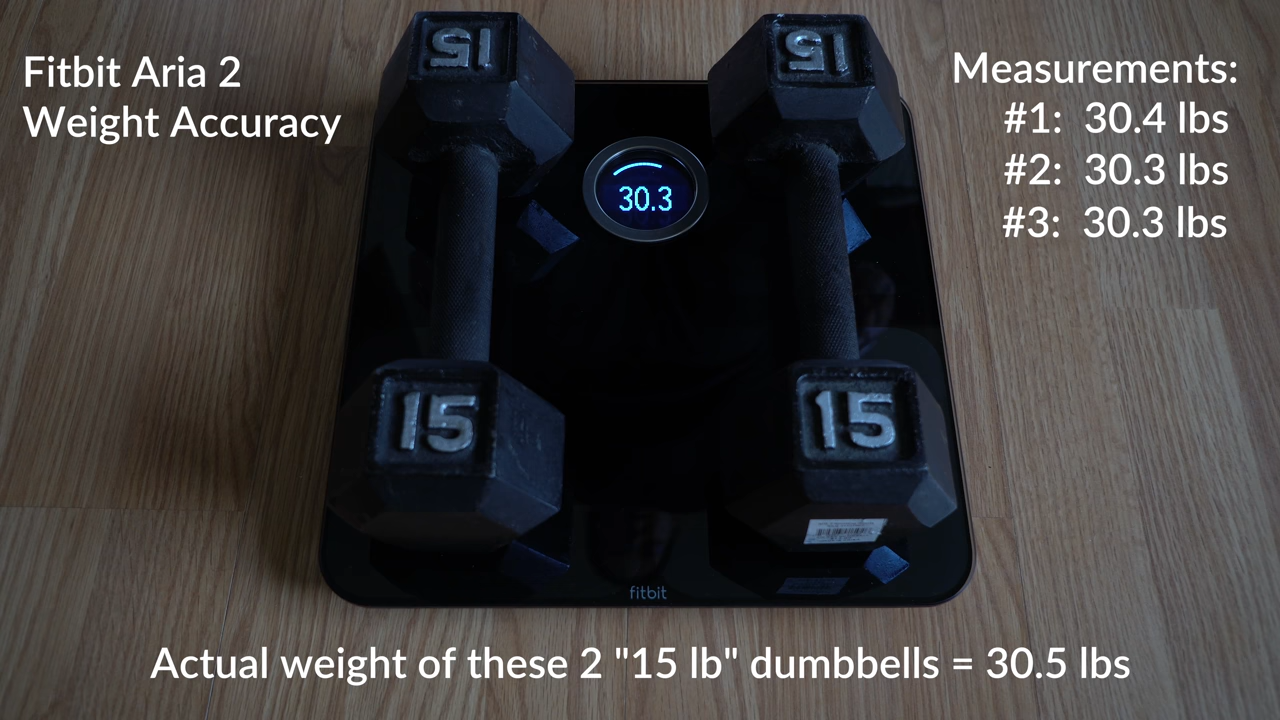 Fitbit Aria 2
Weight Accuracy
Measurements:
#1: 30.4 lbs
#2: 30.3 lbs
#3: 30.3 lbs
15
15
30.3
15
15
fitbit
Actual weight of these 2 "15 lb" dumbbells = 30.5 lbs